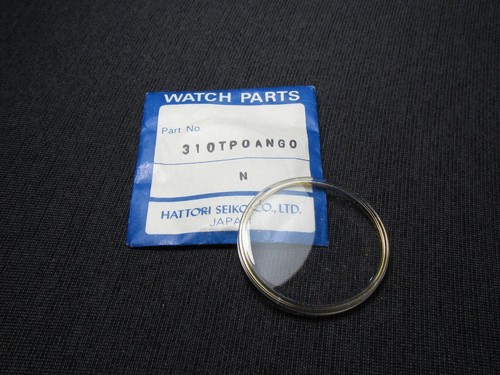 WATCH PARTS
Part No.
310TP0ANG0
N
HATTORI SEIKO CO., LTD.
JAPAN